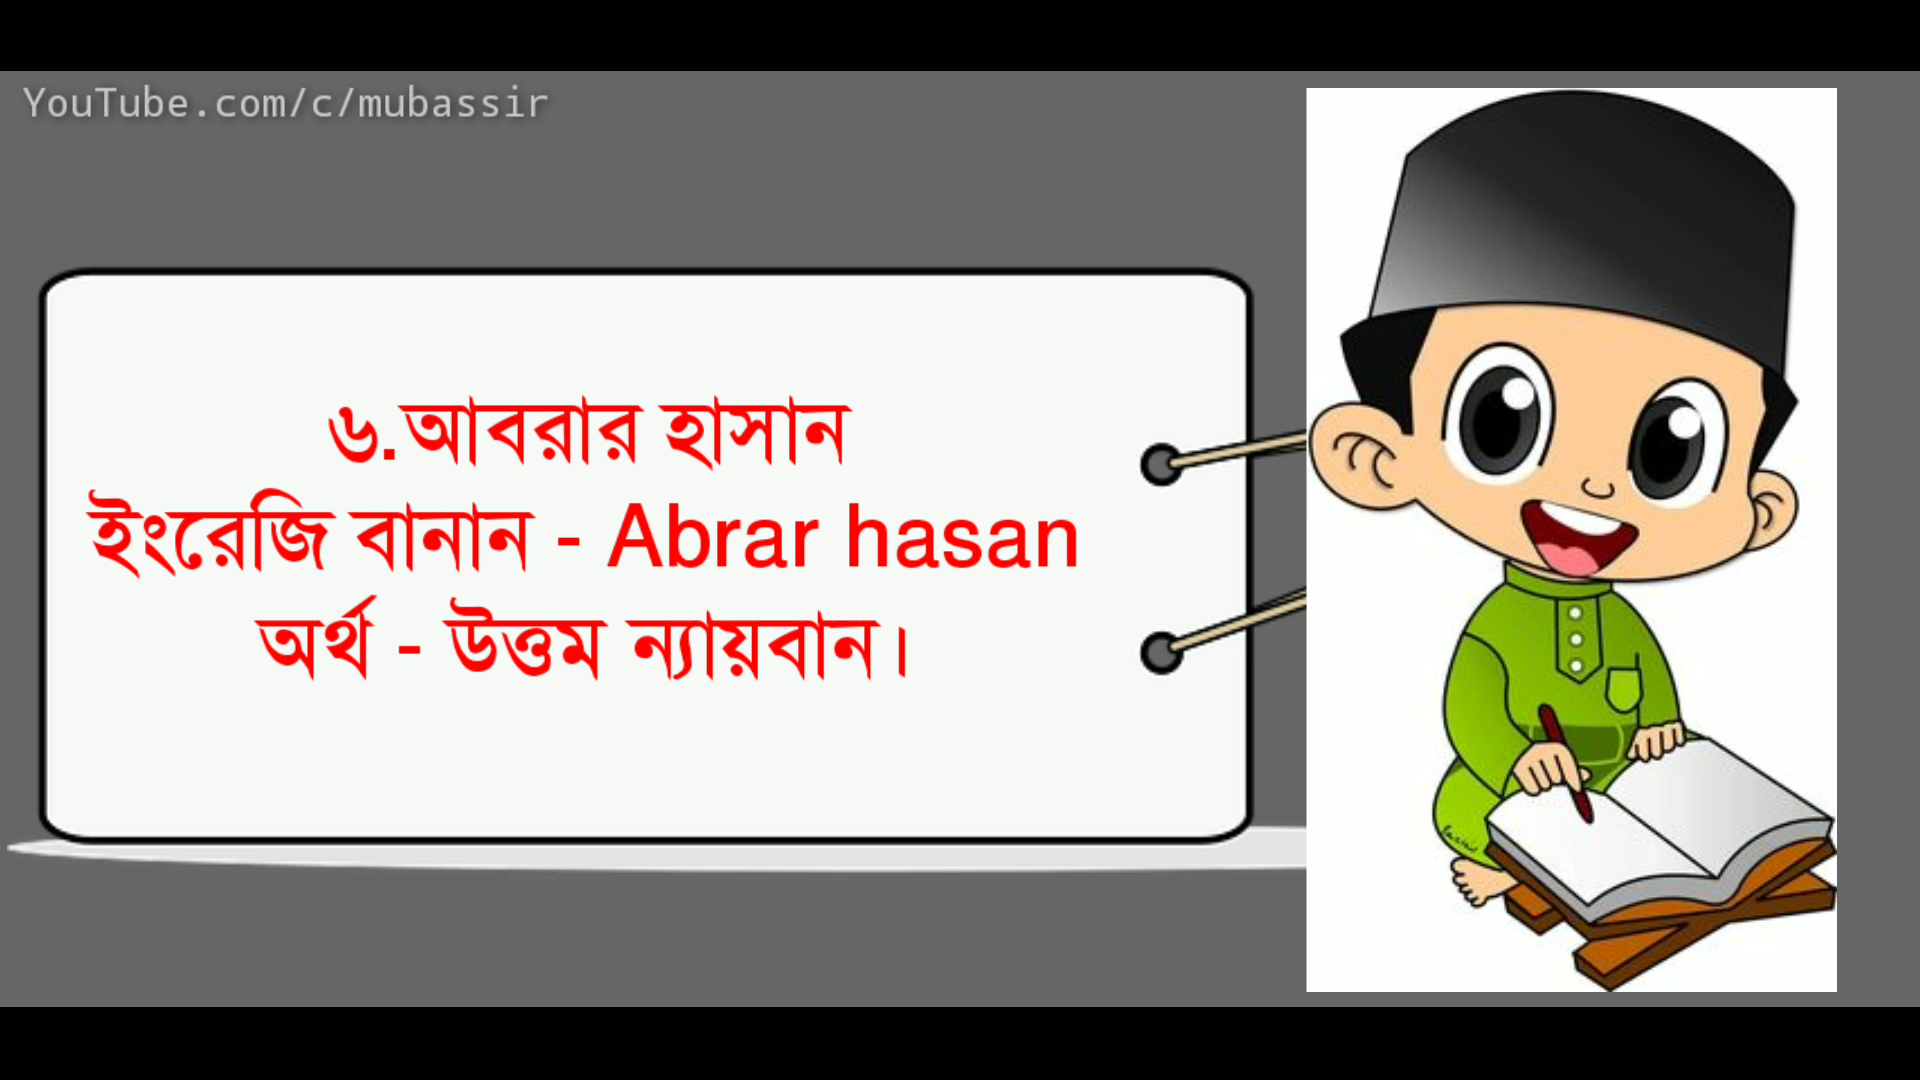 YouTube.com/c/mubassir
৬.আবরার হাসান
ইংরেজি বানান - Abrar hasan
অর্থ - উত্তম ন্যায়বান।